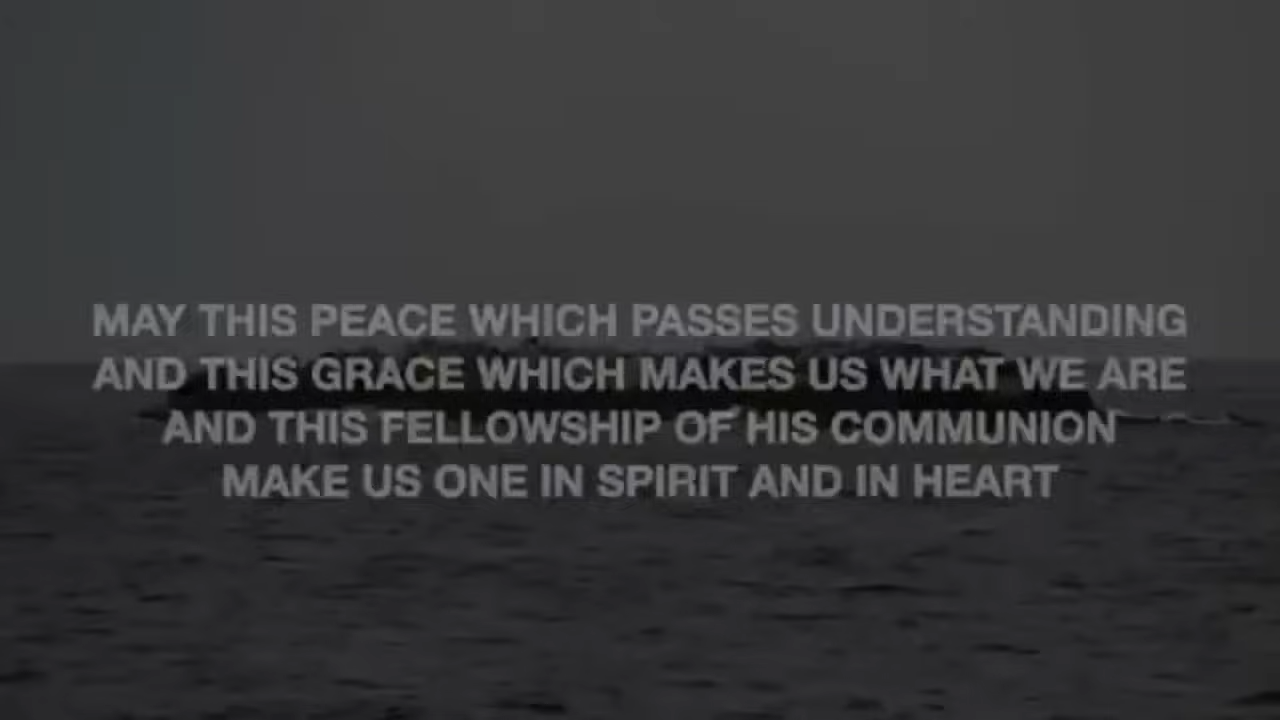 MAY THIS PEACE WHICH PASSES UNDERSTANDING
AND THIS GRACE WHICH MAKES US WHAT WE ARE
AND THIS FELLOWSHIP OF HIS COMMUNION
MAKE US ONE IN SPIRIT AND IN HEART